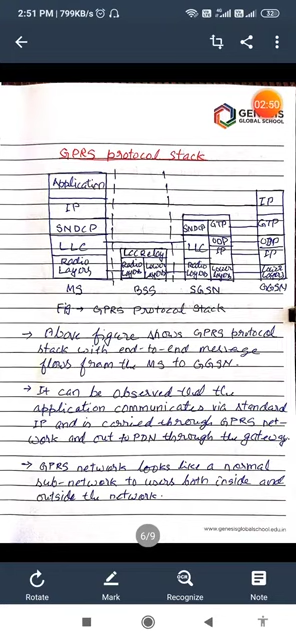 2:51 PM | 799KB/s
32
02:50
GENESIS
GLOBAL SCHOOL
GPRS protocol stack
Application
IP
IP
SNDCP
SNDCP GTP
GTP
LLC
LLC Relay
LLC
UDP
IP
UDP
IP
Radio Layers
Radio Layers
Lower Layers
Radio Layers
Lower Layers
Lower Layers
MS
BSS
SGSN
GGSN
Fig → GPRS Protocol Stack
→ Above figure shows GPRS protocol
stack with end-to-end message
flows from the MS to GGSN.
→ It can be observed that the
application communicates via standard
IP and is carried through GPRS net-
work and out to PDN through the gateway.
→ GPRS network looks like a normal
sub-network to users both inside and
outside the network.
6/9
www.genesisglobalschool.edu.in
Rotate
Mark
OCR
Recognize
Note